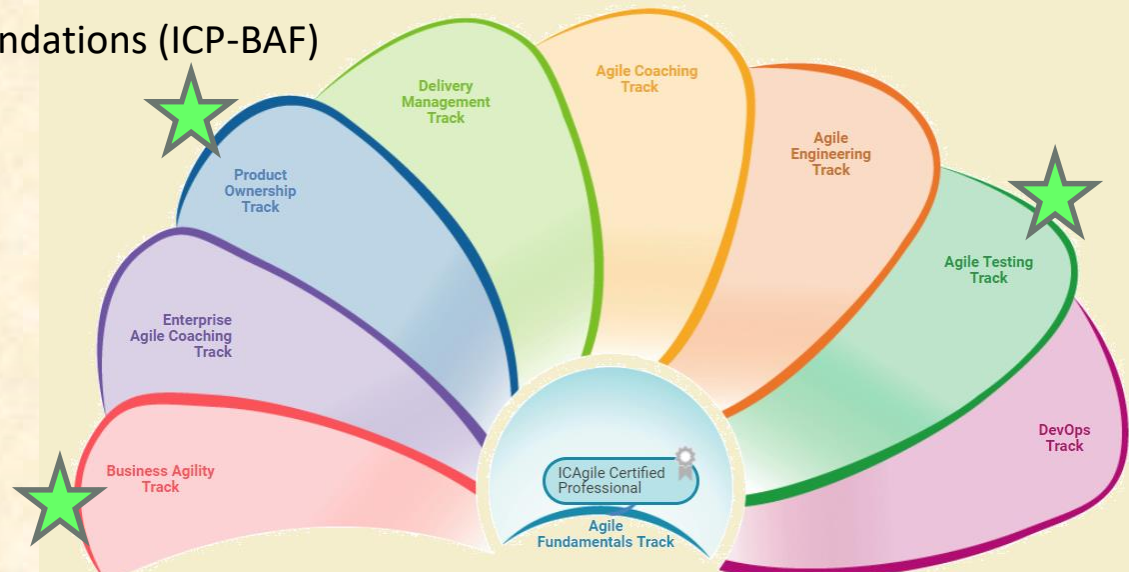 (ICP-BAF)
Delivery
Management
Track
Agile Coaching
Track
Agile
Engineering
Track
Product
Ownership
Track
Agile Testing
Track
Enterprise
Agile Coaching
Track
DevOps
Track
Business Agility
Track
ICAgile Certified
Professional
Agile
Fundamentals Track